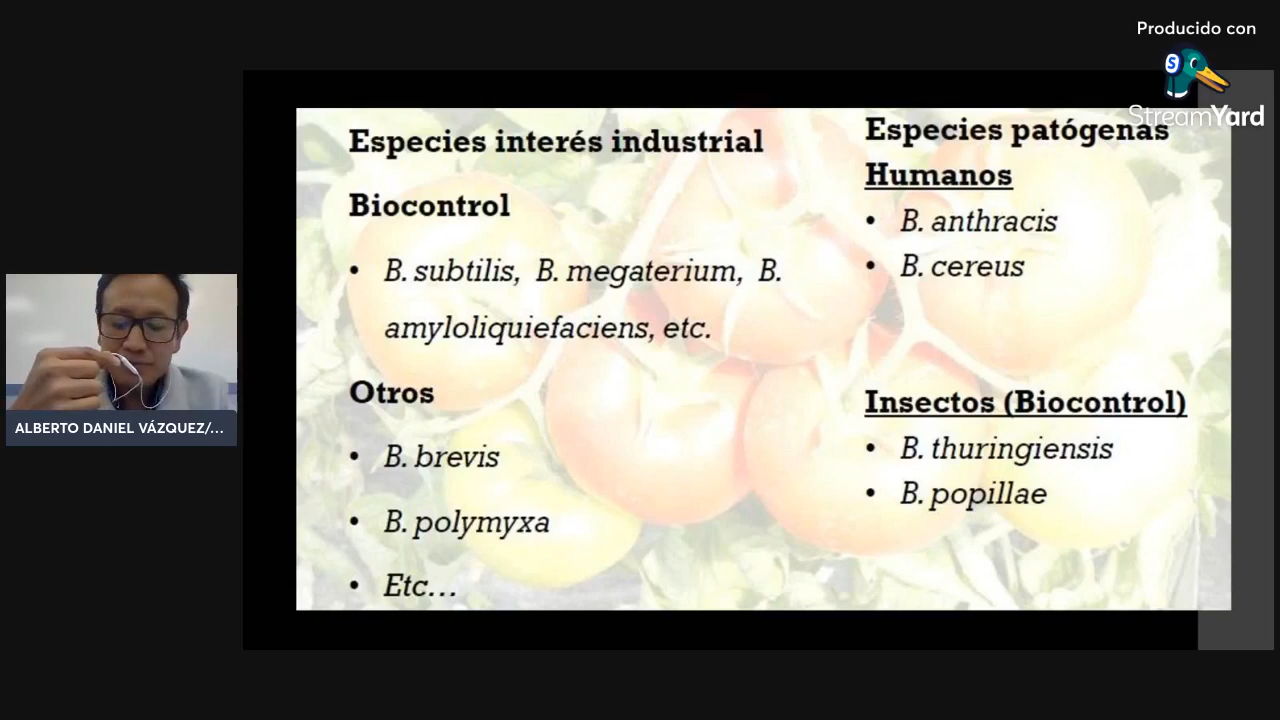 Producido con
StreamYard
Especies interés industrial
Biocontrol
• B. subtilis, B. megaterium, B.
amyloliquiefaciens, etc.
Otros
• B. brevis
• B. polymyxa
• Etc...
Especies patógenas
Humanos
• B. anthracis
• B. cereus
Insectos (Biocontrol)
• B. thuringiensis
• B. popillae
ALBERTO DANIEL VÁZQUEZ/...